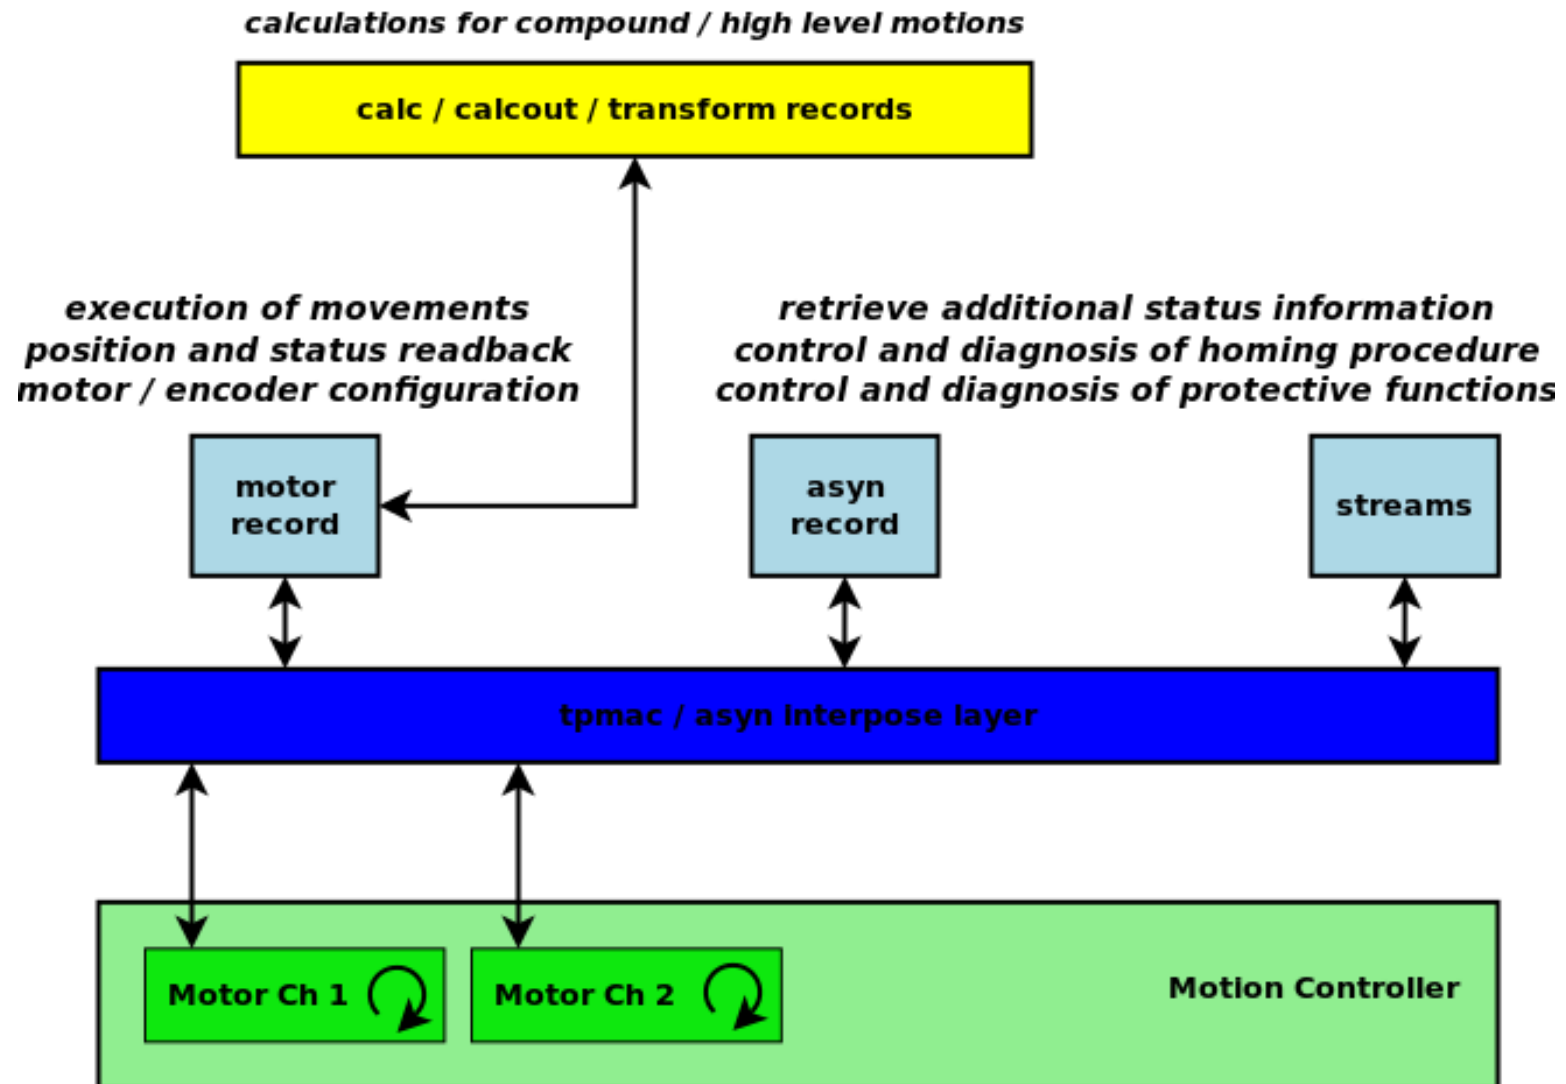 calculations for compound / high level motions
calc / calcout / transform records
execution of movements
position and status readback
motor / encoder configuration
retrieve additional status information
control and diagnosis of homing procedure
control and diagnosis of protective functions
motor
record
asyn
record
streams
tpmac / asyn interpose layer
Motor Ch 1
Motor Ch 2
Motion Controller